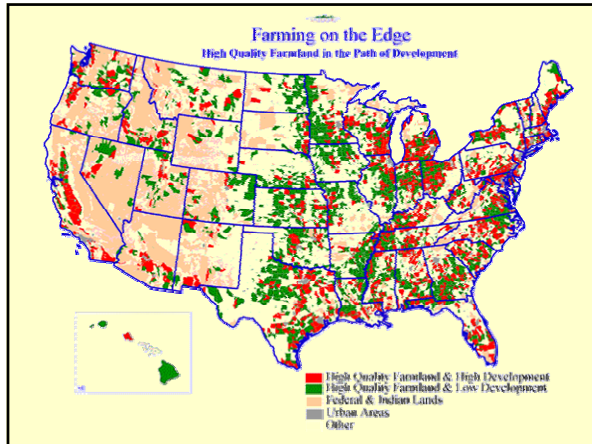 Farming on the Edge
High Quality Farmland in the Path of Development
High Quality Farmland & High Development
High Quality Farmland & Low Development
Federal & Indian Lands
Urban Areas
Other